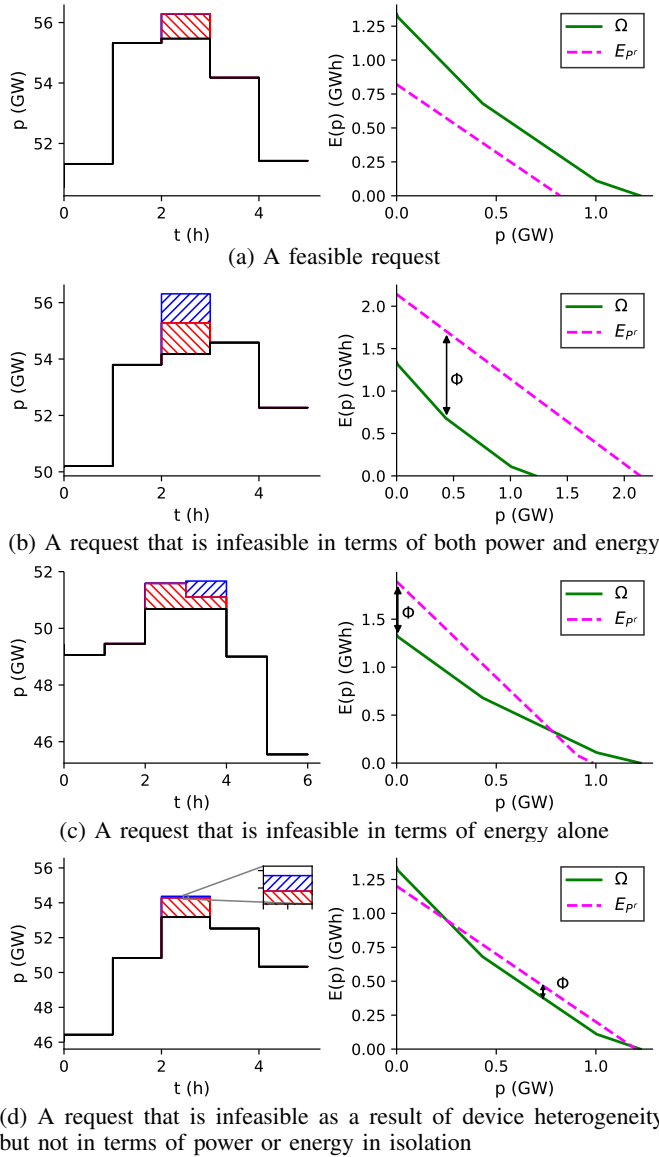 56
54
52
p (GW)
0
2
4
t (h)
1.25
1.00
0.75
0.50
0.25
0.00
E(p) (GWh)
0.0
0.5
1.0
p (GW)
Ω
E_{P^r}
(a) A feasible request
56
54
52
50
p (GW)
0
2
4
t (h)
2.0
1.5
1.0
0.5
0.0
E(p) (GWh)
0.0
0.5
1.0
1.5
2.0
p (GW)
Ω
E_{P^r}
Φ
(b) A request that is infeasible in terms of both power and energy
52
50
48
46
p (GW)
0
2
4
6
t (h)
1.5
1.0
0.5
0.0
E(p) (GWh)
0.0
0.5
1.0
p (GW)
Ω
E_{P^r}
Φ
(c) A request that is infeasible in terms of energy alone
56
54
52
50
48
46
p (GW)
0
2
4
t (h)
1.25
1.00
0.75
0.50
0.25
0.00
E(p) (GWh)
0.0
0.5
1.0
p (GW)
Ω
E_{P^r}
Φ
(d) A request that is infeasible as a result of device heterogeneity
but not in terms of power or energy in isolation